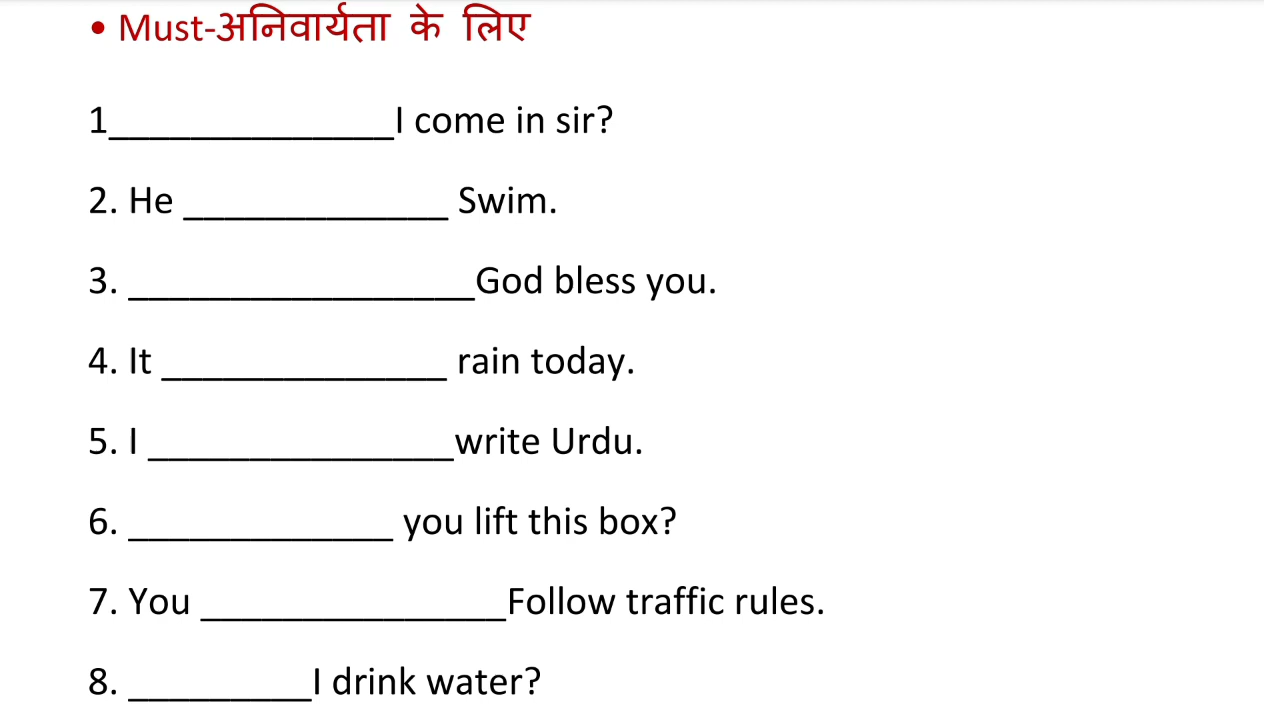 • Must-अनिवार्यता के लिए
1______________I come in sir?
2. He _____________ Swim.
3. _________________God bless you.
4. It ______________ rain today.
5. I _______________write Urdu.
6. _____________ you lift this box?
7. You _______________Follow traffic rules.
8. _________I drink water?